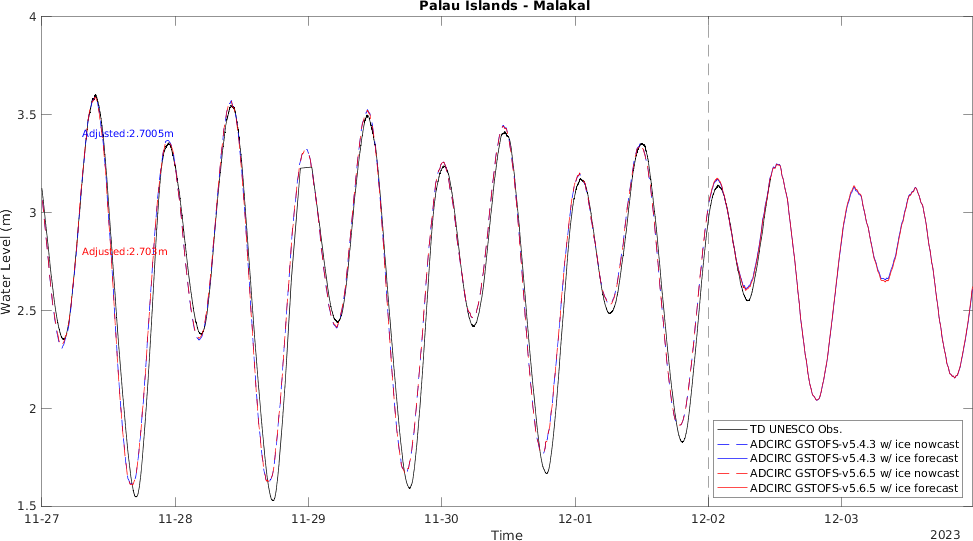 Palau Islands - Malakal
4
3.5
3
2.5
2
1.5
Water Level (m)
Adjusted:2.7005m
Adjusted:2.703m
TD UNESCO Obs.
ADCIRC GSTOFS-v5.4.3 w/ ice nowcast
ADCIRC GSTOFS-v5.4.3 w/ ice forecast
ADCIRC GSTOFS-v5.6.5 w/ ice nowcast
ADCIRC GSTOFS-v5.6.5 w/ ice forecast
11-27 11-28 11-29 11-30 12-01 12-02 12-03
Time
2023